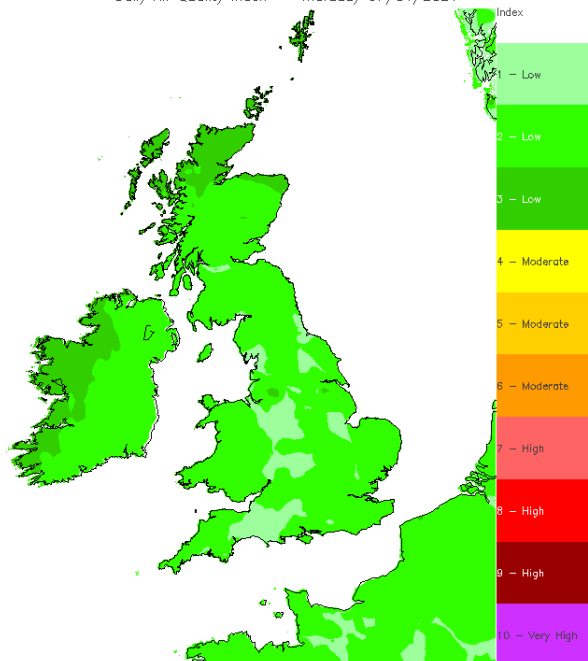 Index
1 - Low
2 - Low
3 - Low
4 - Moderate
5 - Moderate
6 - Moderate
7 - High
8 - High
9 - High
10 - Very High